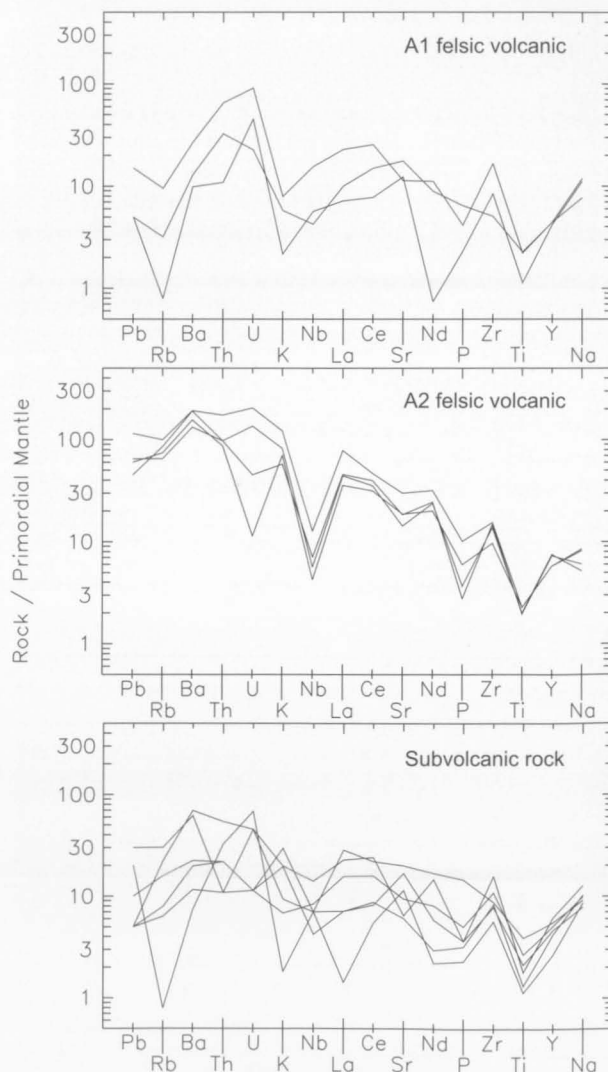 Rock / Primordial Mantle
A1 felsic volcanic
300
100
30
10
3
Pb Ba U Nb Ce Nd Zr Y
Rb Th K La Sr P Ti Na
A2 felsic volcanic
300
100
30
10
3
1
Pb Ba U Nb Ce Nd Zr Y
Rb Th K La Sr P Ti Na
Subvolcanic rock
300
100
30
10
3
1
Pb Ba U Nb Ce Nd Zr Y
Rb Th K La Sr P Ti Na